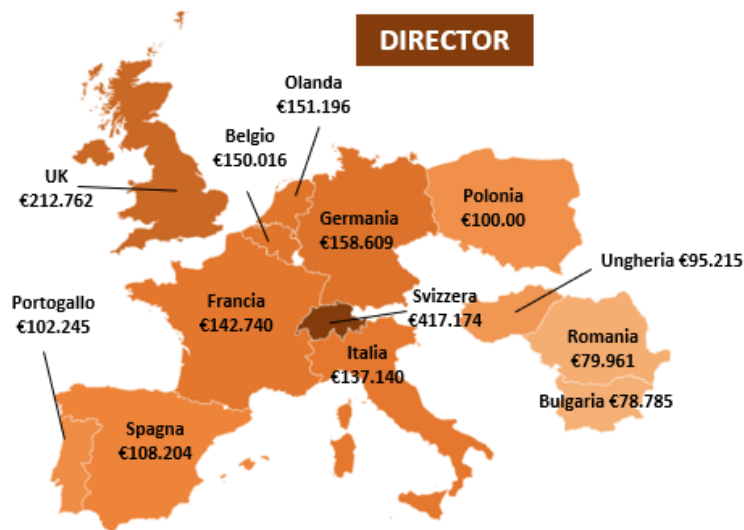 DIRECTOR
Olanda
€151.196
Belgio
€150.016
UK
€212.762
Germania
€158.609
Polonia
€100.00
Ungheria €95.215
Portogallo
€102.245
Francia
€142.740
Svizzera
€417.174
Italia
€137.140
Romania
€79.961
Bulgaria €78.785
Spagna
€108.204